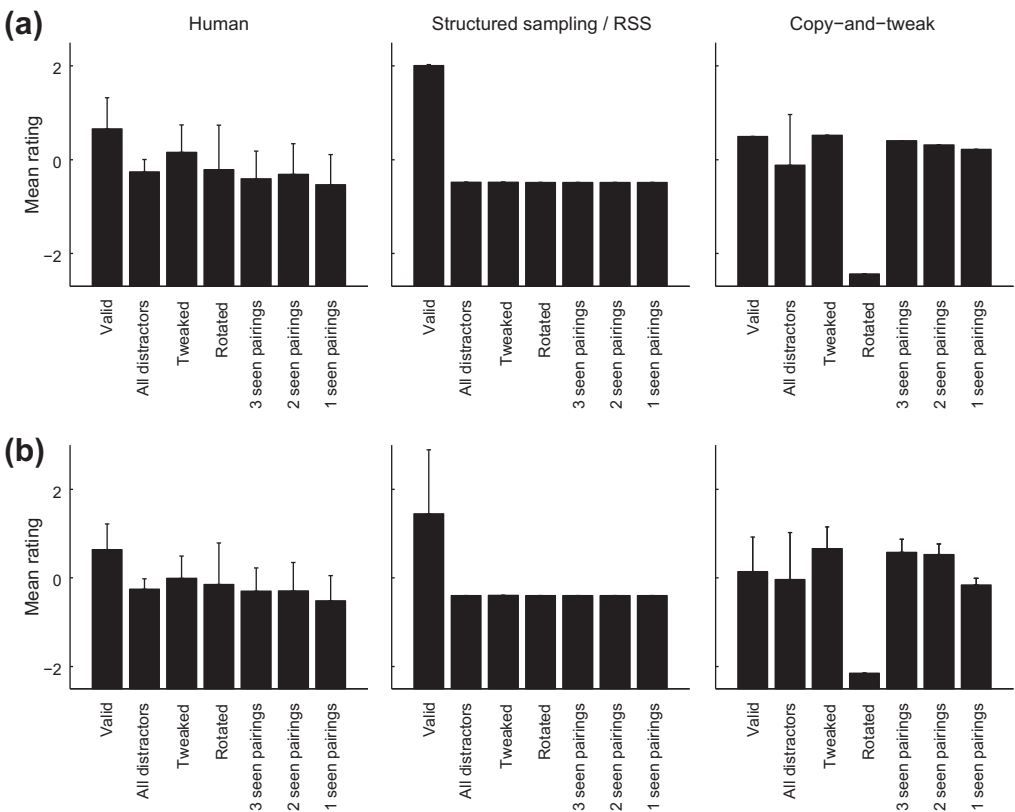 (a)
Human
Structured sampling / RSS
Copy−and−tweak
Mean rating
2
0
−2
Valid
All distractors
Tweaked
Rotated
3 seen pairings
2 seen pairings
1 seen pairings
Valid
All distractors
Tweaked
Rotated
3 seen pairings
2 seen pairings
1 seen pairings
Valid
All distractors
Tweaked
Rotated
3 seen pairings
2 seen pairings
1 seen pairings
(b)
Mean rating
2
0
−2
Valid
All distractors
Tweaked
Rotated
3 seen pairings
2 seen pairings
1 seen pairings
Valid
All distractors
Tweaked
Rotated
3 seen pairings
2 seen pairings
1 seen pairings
Valid
All distractors
Tweaked
Rotated
3 seen pairings
2 seen pairings
1 seen pairings